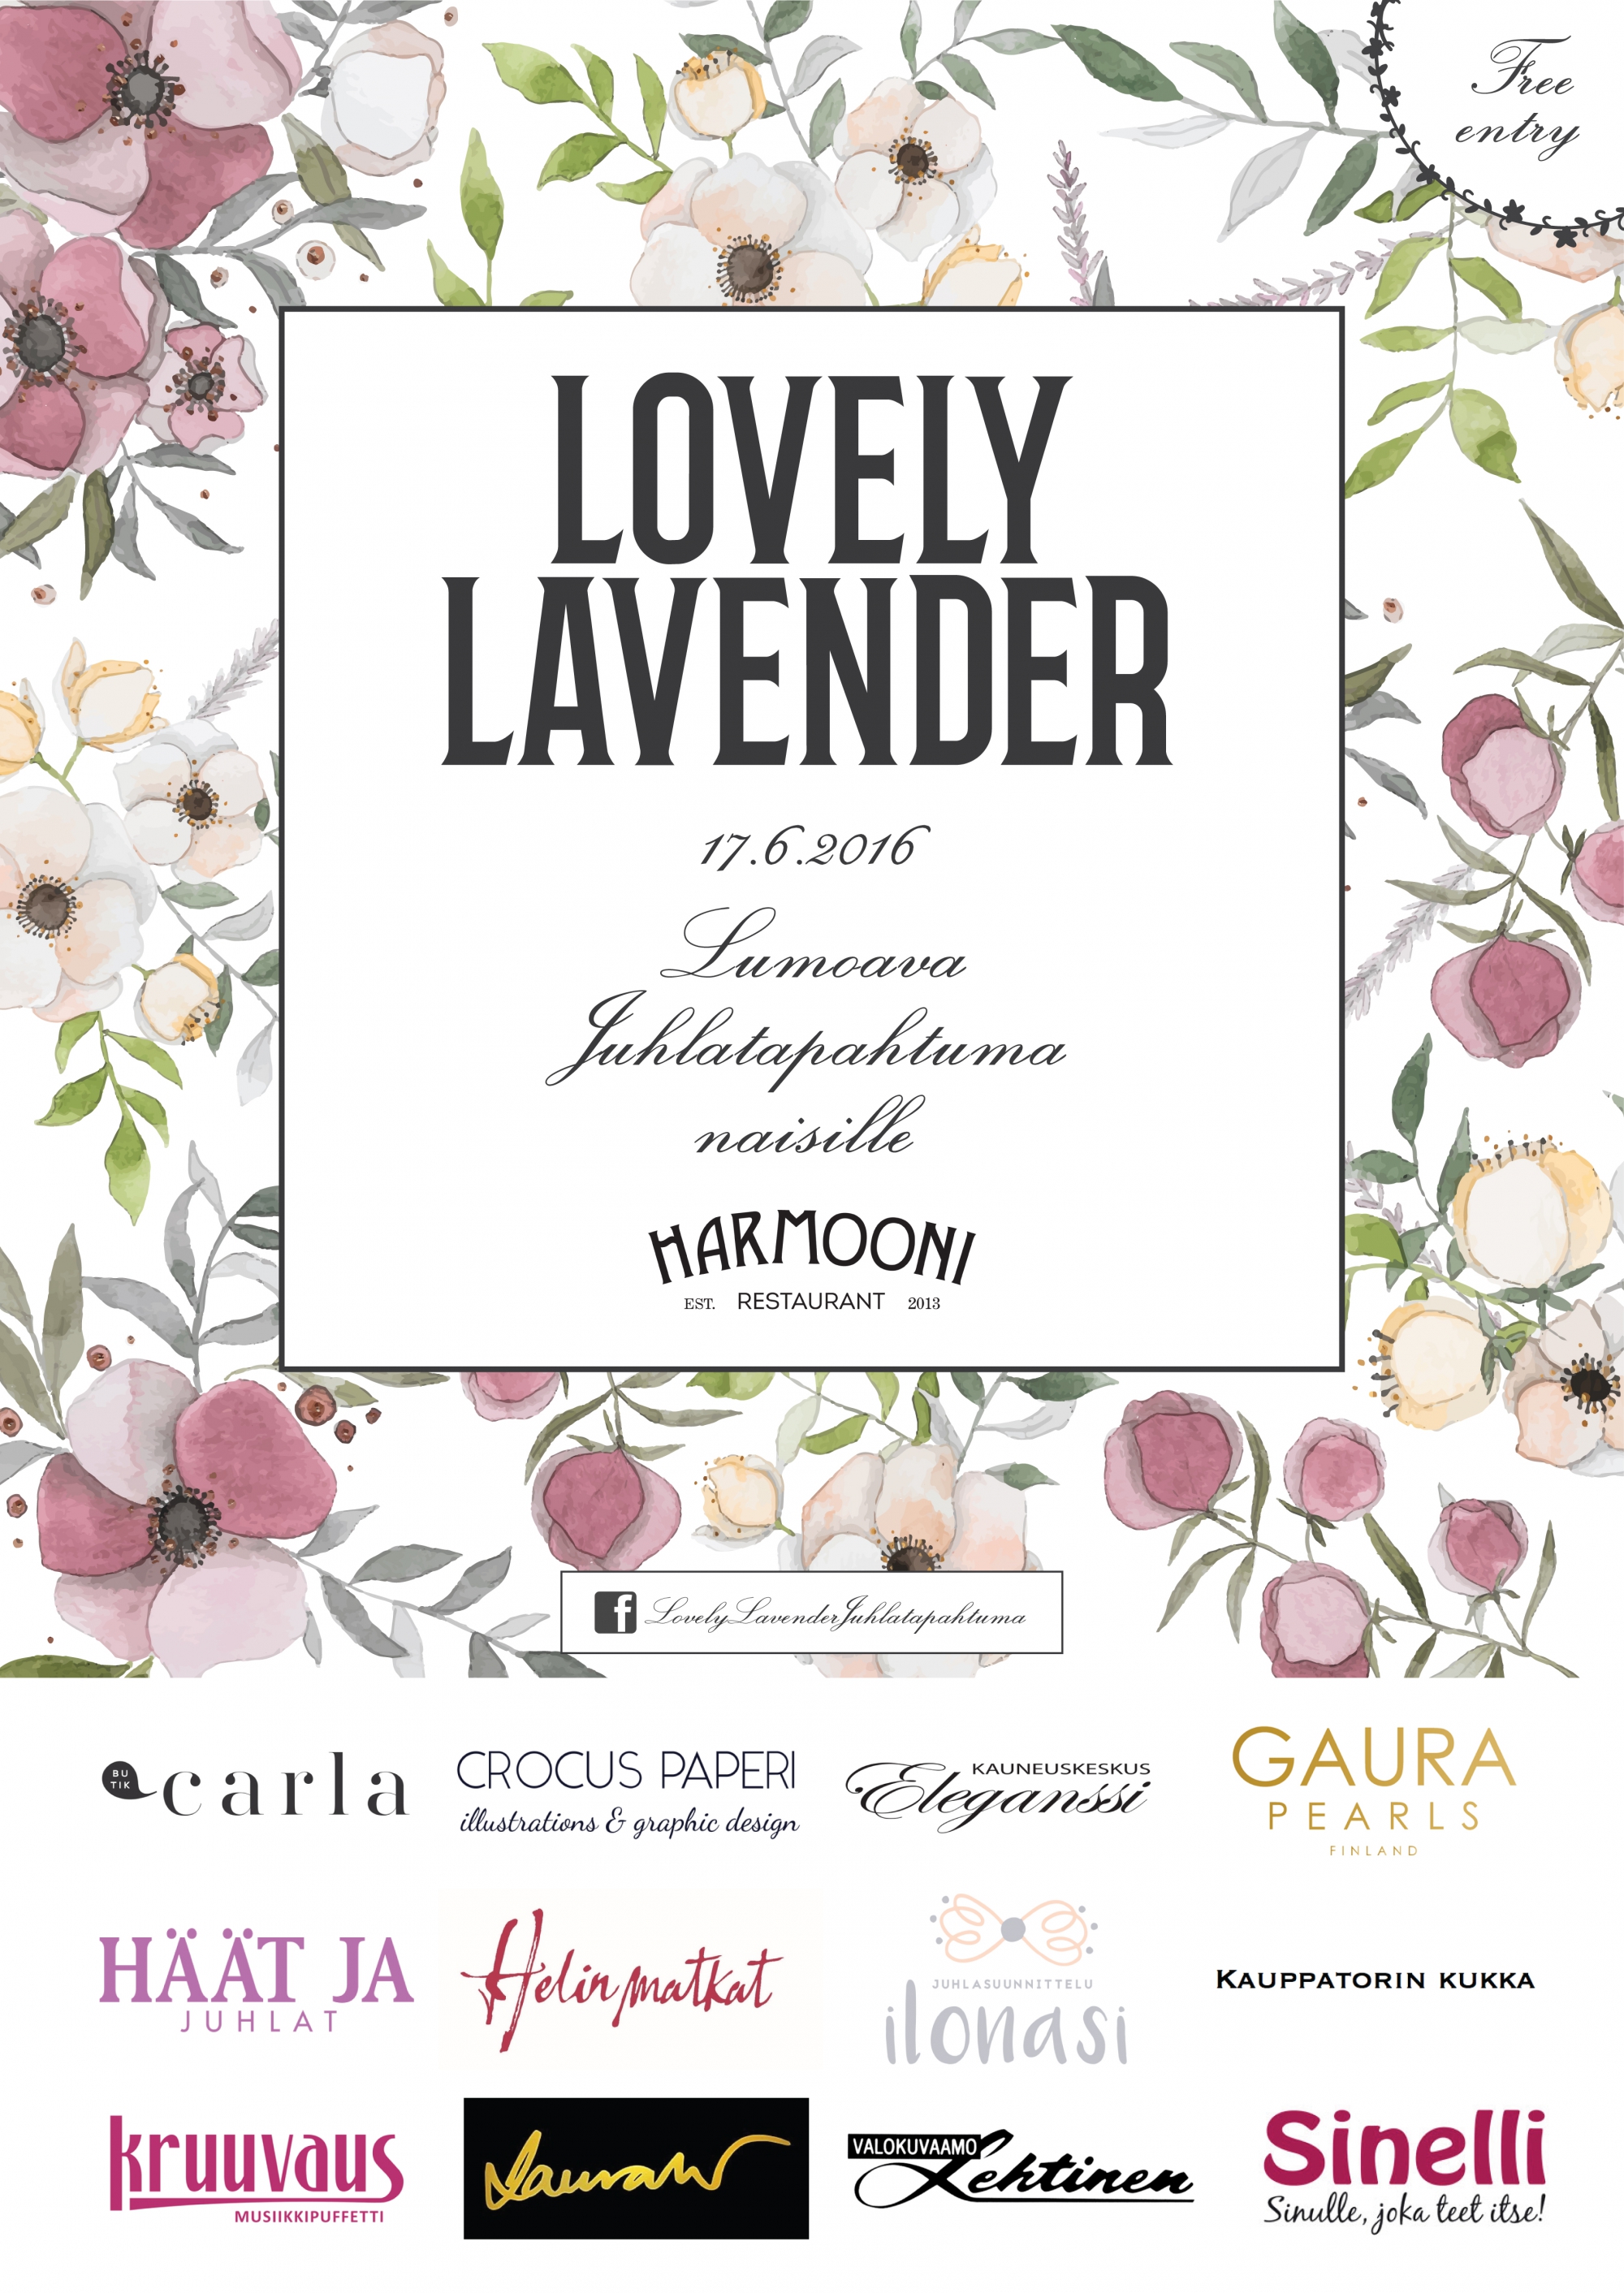 Free
entry
LOVELY
LAVENDER
17.6.2016
Lumoava
Juhlatapahtuma
naisille
HARMOONI
EST. RESTAURANT 2013
f LovelyLavenderJuhlatapahtuma
BU
TIK
carla
CROCUS PAPERI
illustrations & graphic design
KAUNEUSKESKUS
Eleganssi
GAURA
PEARLS
FINLAND
HÄÄT JA
JUHLAT
Helin matkat
JUHLASUUNNITTELU
ilonasi
KAUPPATORIN KUKKA
kruuvaus
MUSIIKKIPUFFETTI
VALOKUVAAMO
Lehtinen
Sinelli
Sinulle, joka teet itse!